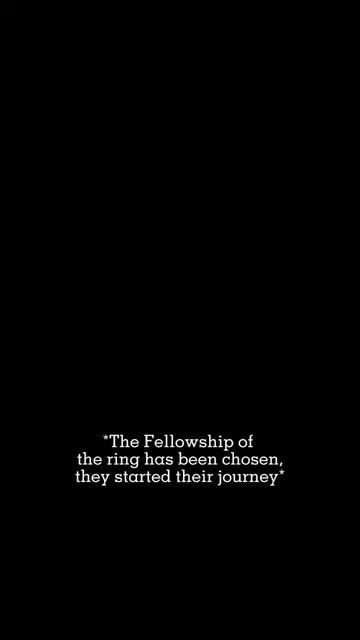 *The Fellowship of
the ring has been chosen,
they started their journey*